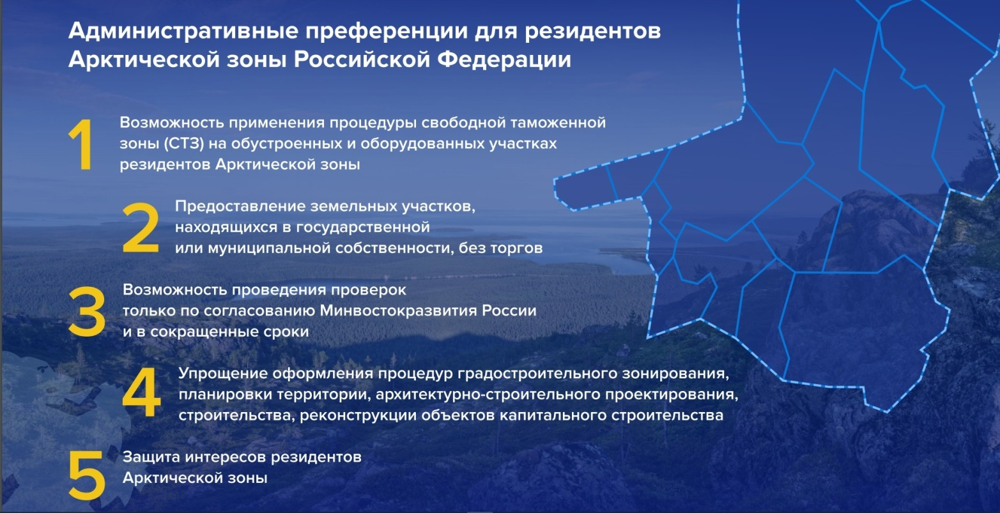 Административные преференции для резидентов
Арктической зоны Российской Федерации
1
Возможность применения процедуры свободной таможенной
зоны (СТЗ) на обустроенных и оборудованных участках
резидентов Арктической зоны
2
Предоставление земельных участков,
находящихся в государственной
или муниципальной собственности, без торгов
3
Возможность проведения проверок
только по согласованию Минвостокразвития России
и в сокращенные сроки
4
Упрощение оформления процедур градостроительного зонирования,
планировки территории, архитектурно-строительного проектирования,
строительства, реконструкции объектов капитального строительства
5
Защита интересов резидентов
Арктической зоны